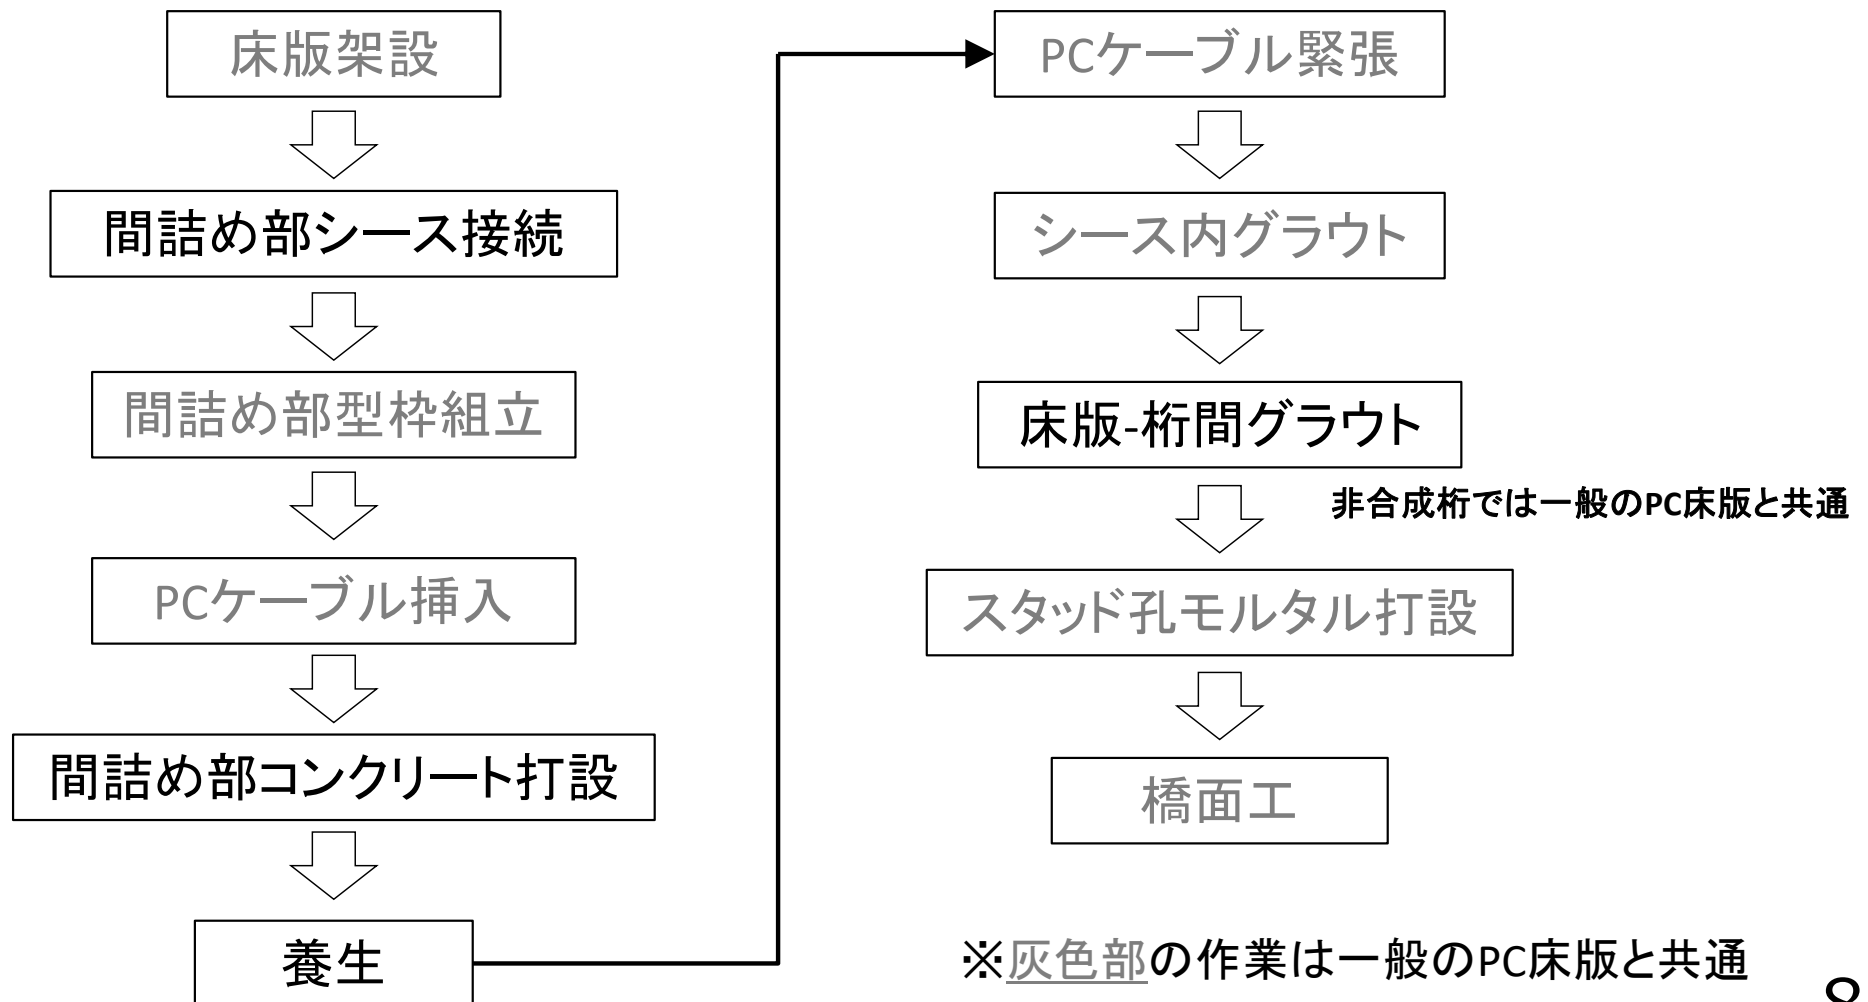 床版架設
間詰め部シース接続
間詰め部型枠組立
PCケーブル挿入
間詰め部コンクリート打設
養生
PCケーブル緊張
シース内グラウト
床版-桁間グラウト
非合成桁では一般のPC床版と共通
スタッド孔モルタル打設
橋面工
※灰色部の作業は一般のPC床版と共通
8